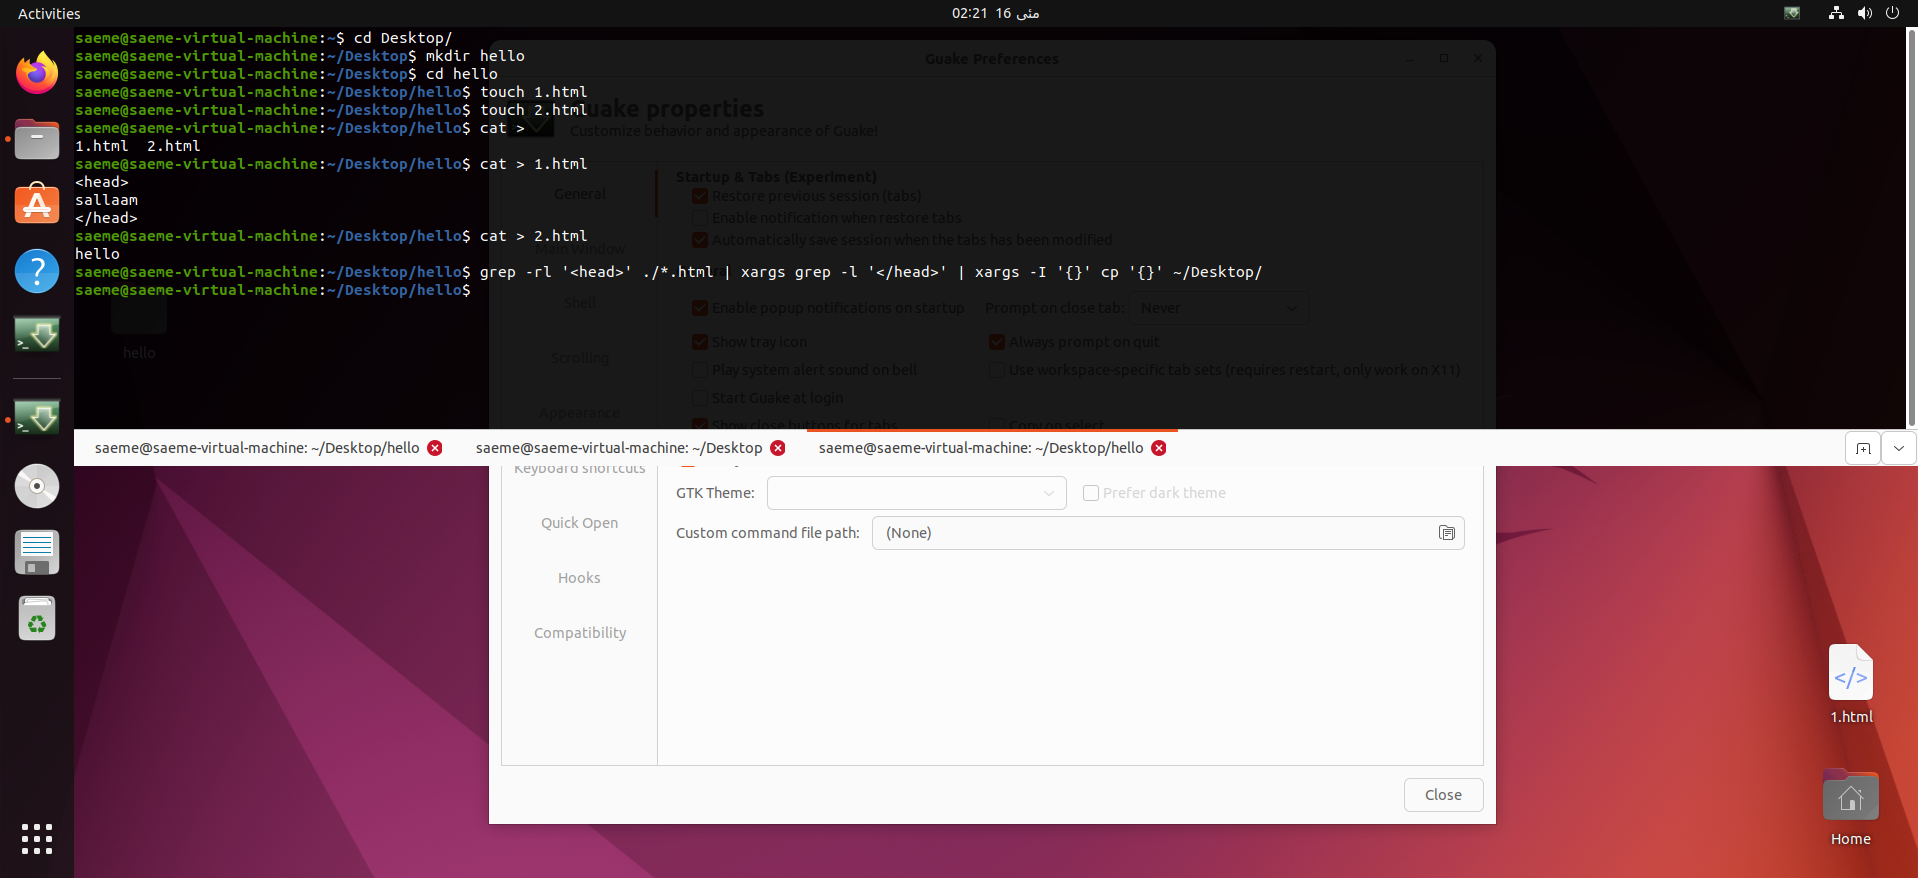 Activities
02:21 16 مئی
saeme@saeme-virtual-machine:~$ cd Desktop/
saeme@saeme-virtual-machine:~/Desktop$ mkdir hello
saeme@saeme-virtual-machine:~/Desktop$ cd hello
saeme@saeme-virtual-machine:~/Desktop/hello$ touch 1.html
saeme@saeme-virtual-machine:~/Desktop/hello$ touch 2.html
saeme@saeme-virtual-machine:~/Desktop/hello$ cat >
1.html  2.html
saeme@saeme-virtual-machine:~/Desktop/hello$ cat > 1.html
<head>
sallaam
</head>
saeme@saeme-virtual-machine:~/Desktop/hello$ cat > 2.html
hello
saeme@saeme-virtual-machine:~/Desktop/hello$ grep -rl '<head>' ./*.html | xargs grep -l '</head>' | xargs -I '{}' cp '{}' ~/Desktop/
saeme@saeme-virtual-machine:~/Desktop/hello$
hello
Guake Preferences
Guake properties
Customize behavior and appearance of Guake!
General
Main Window
Shell
Scrolling
Appearance
Startup & Tabs (Experiment)
Restore previous session (tabs)
Enable notification when restore tabs
Automatically save session when the tabs has been modified
Enable popup notifications on startup
Prompt on close tab: Never
Show tray icon
Always prompt on quit
Play system alert sound on bell
Use workspace-specific tab sets (requires restart, only work on X11)
Start Guake at login
Show close buttons for tabs
Copy on select
saeme@saeme-virtual-machine: ~/Desktop/hello
saeme@saeme-virtual-machine: ~/Desktop
saeme@saeme-virtual-machine: ~/Desktop/hello
Keyboard shortcuts
Quick Open
Hooks
Compatibility
GTK Theme:
Prefer dark theme
Custom command file path: (None)
Close
1.html
Home